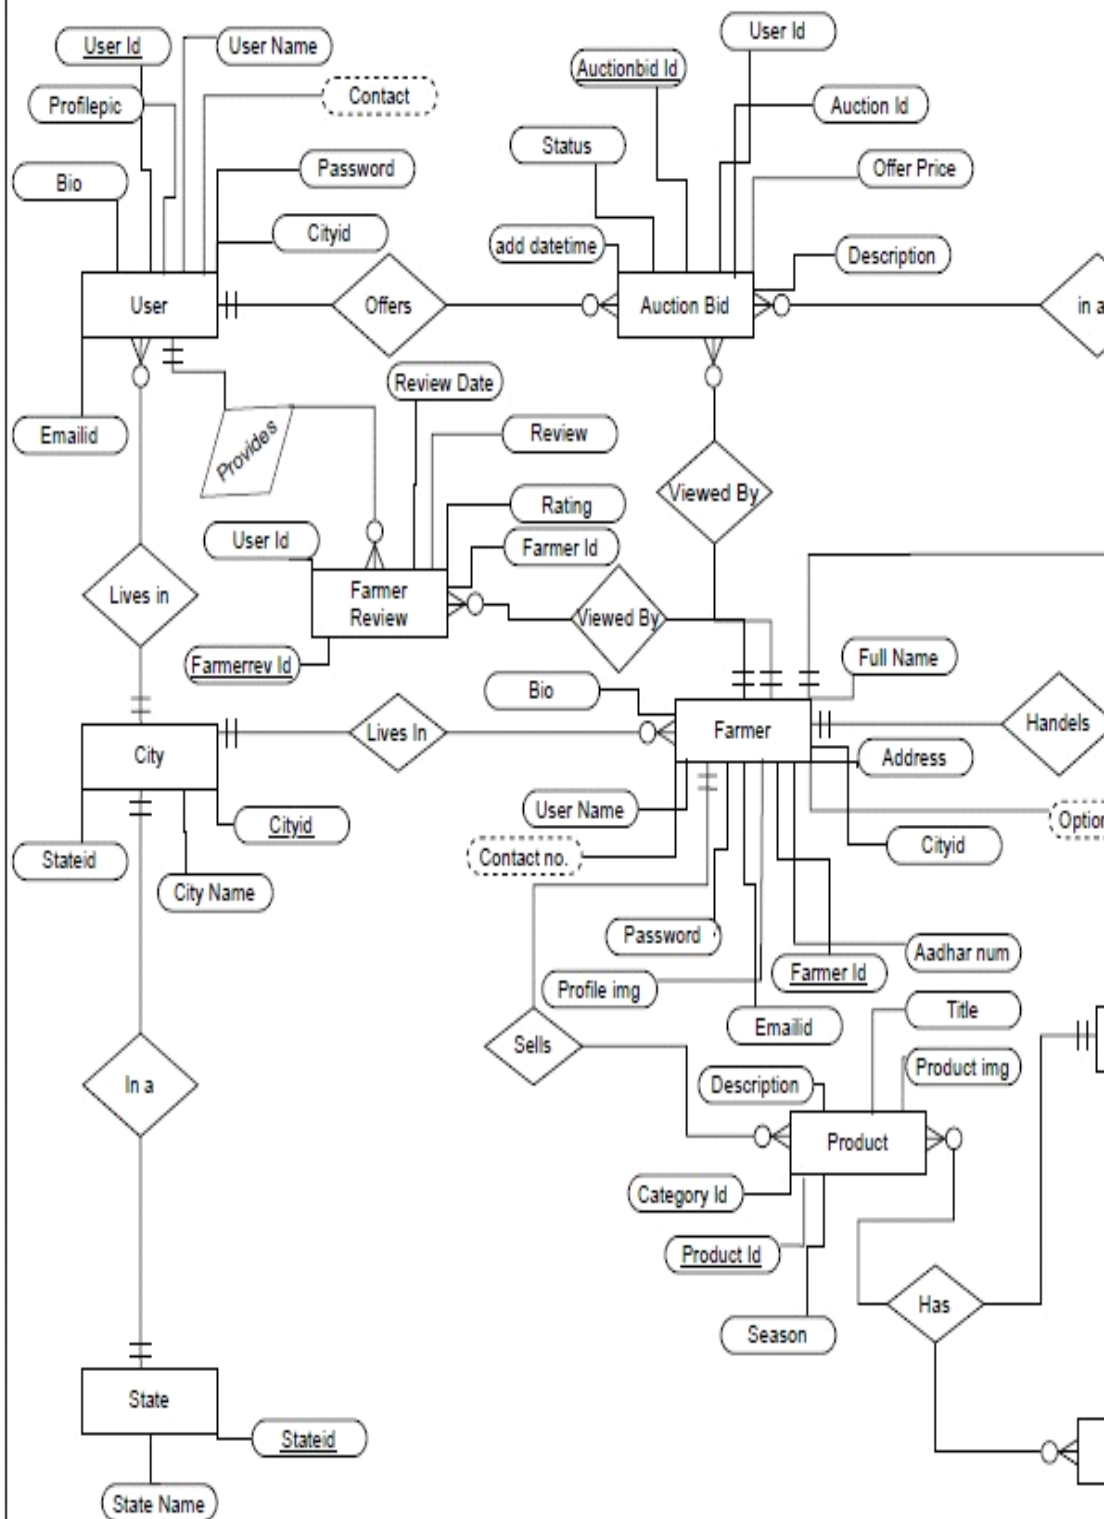 User Id
User Name
User Id
Auctionbid Id
Profilepic
Contact
Auction Id
Status
Bio
Password
Offer Price
Cityid
add datetime
Description
User
Offers
Auction Bid
in a
Review Date
Emailid
Provides
Review
Viewed By
Rating
User Id
Farmer Id
Lives in
Farmer
Review
Viewed By
Farmerrev Id
Full Name
Bio
City
Lives In
Farmer
Handels
Address
User Name
Cityid
Option
Stateid
Contact no.
Cityid
City Name
Password
Aadhar num
Farmer Id
Profile img
Title
Emailid
Sells
Product img
In a
Description
Product
Category Id
Product Id
Has
Season
State
Stateid
State Name